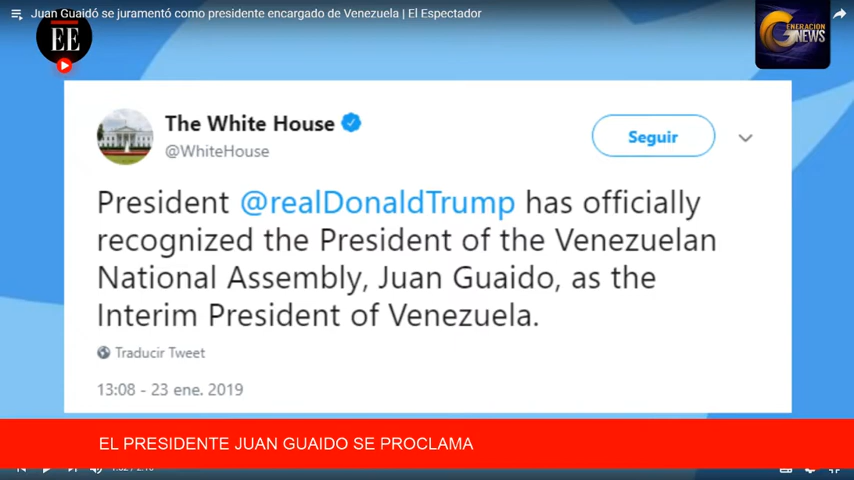 Juan Guaidó se juramentó como presidente encargado de Venezuela | El Espectador
EE
GENERACION
NEWS
The White House
@WhiteHouse
Seguir
President @realDonaldTrump has officially
recognized the President of the Venezuelan
National Assembly, Juan Guaido, as the
Interim President of Venezuela.
Traducir Tweet
13:08 - 23 ene. 2019
EL PRESIDENTE JUAN GUAIDO SE PROCLAMA